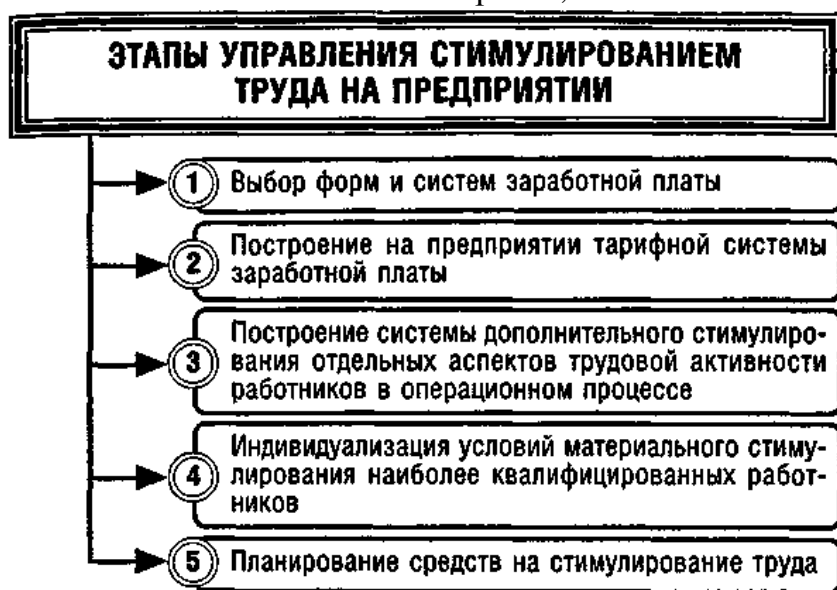 ЭТАПЫ УПРАВЛЕНИЯ СТИМУЛИРОВАНИЕМ
ТРУДА НА ПРЕДПРИЯТИИ
1 Выбор форм и систем заработной платы
2 Построение на предприятии тарифной системы
заработной платы
3 Построение системы дополнительного стимулиро-
вания отдельных аспектов трудовой активности
работников в операционном процессе
4 Индивидуализация условий материального стиму-
лирования наиболее квалифицированных работ-
ников
5 Планирование средств на стимулирование труда